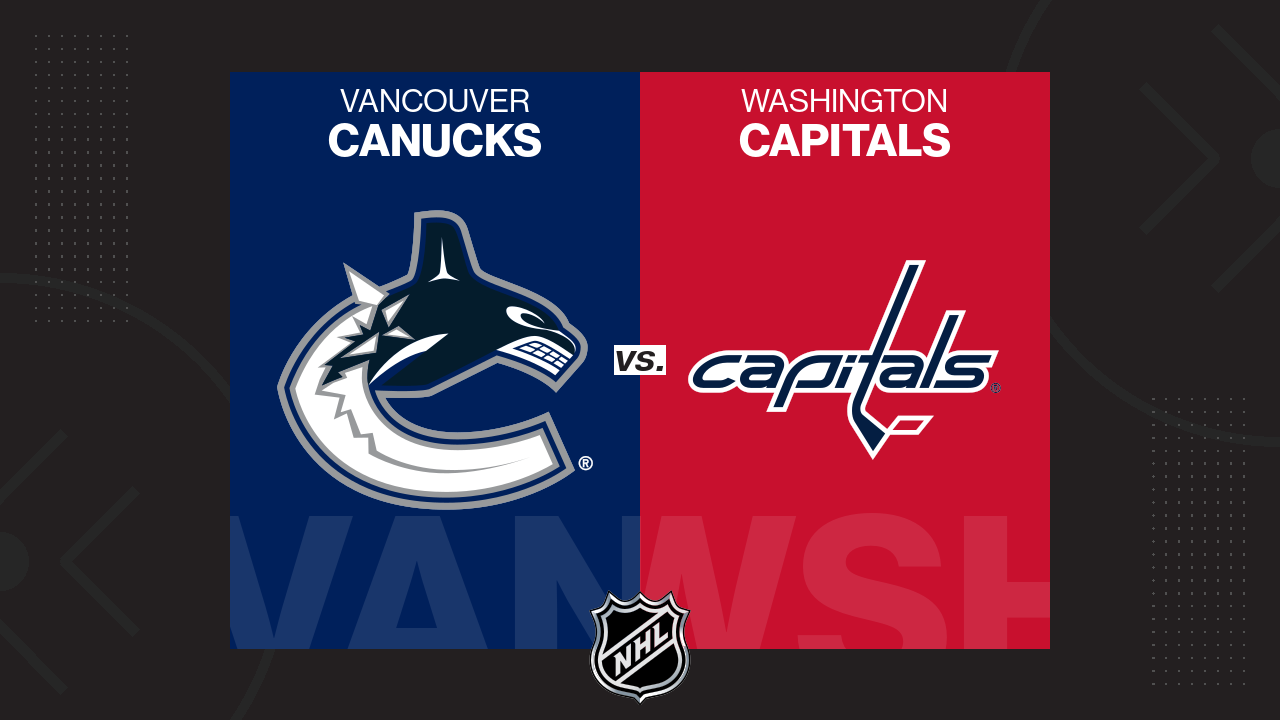 VANCOUVER
CANUCKS
WASHINGTON
CAPITALS
vs.
capitals
®
®
VAN
WSH
NHL